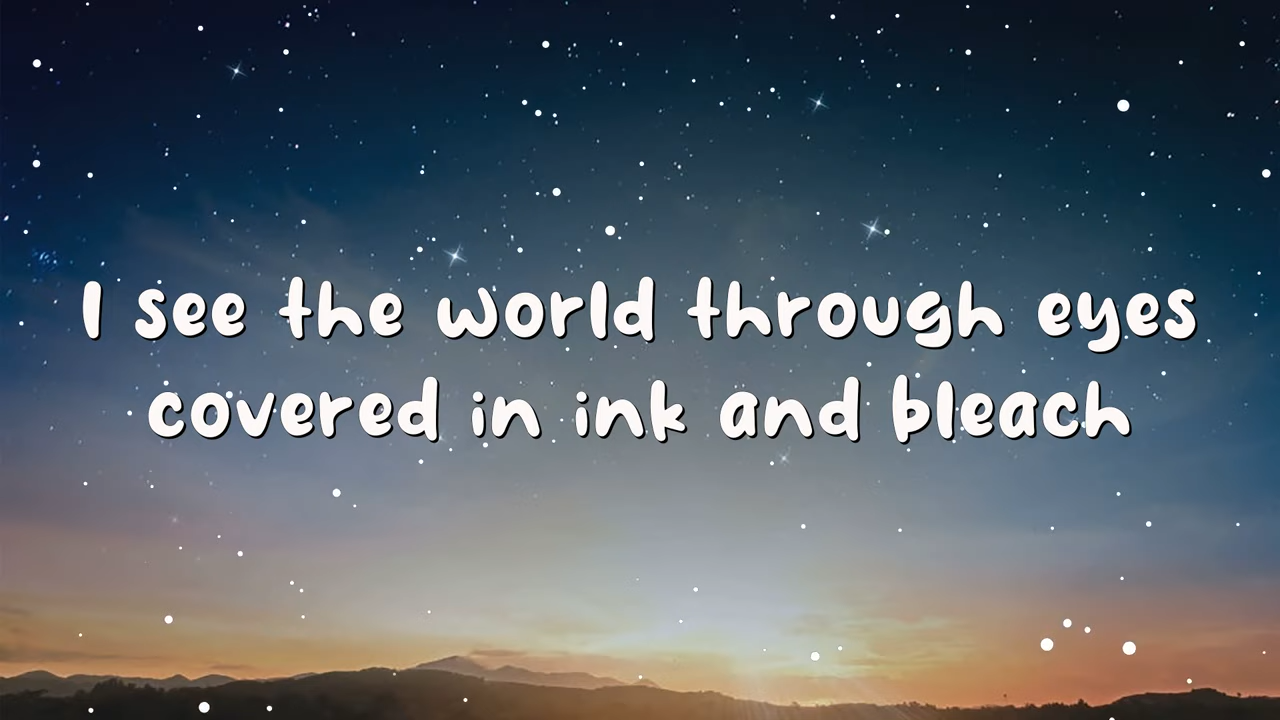 I see the world through eyes
covered in ink and bleach